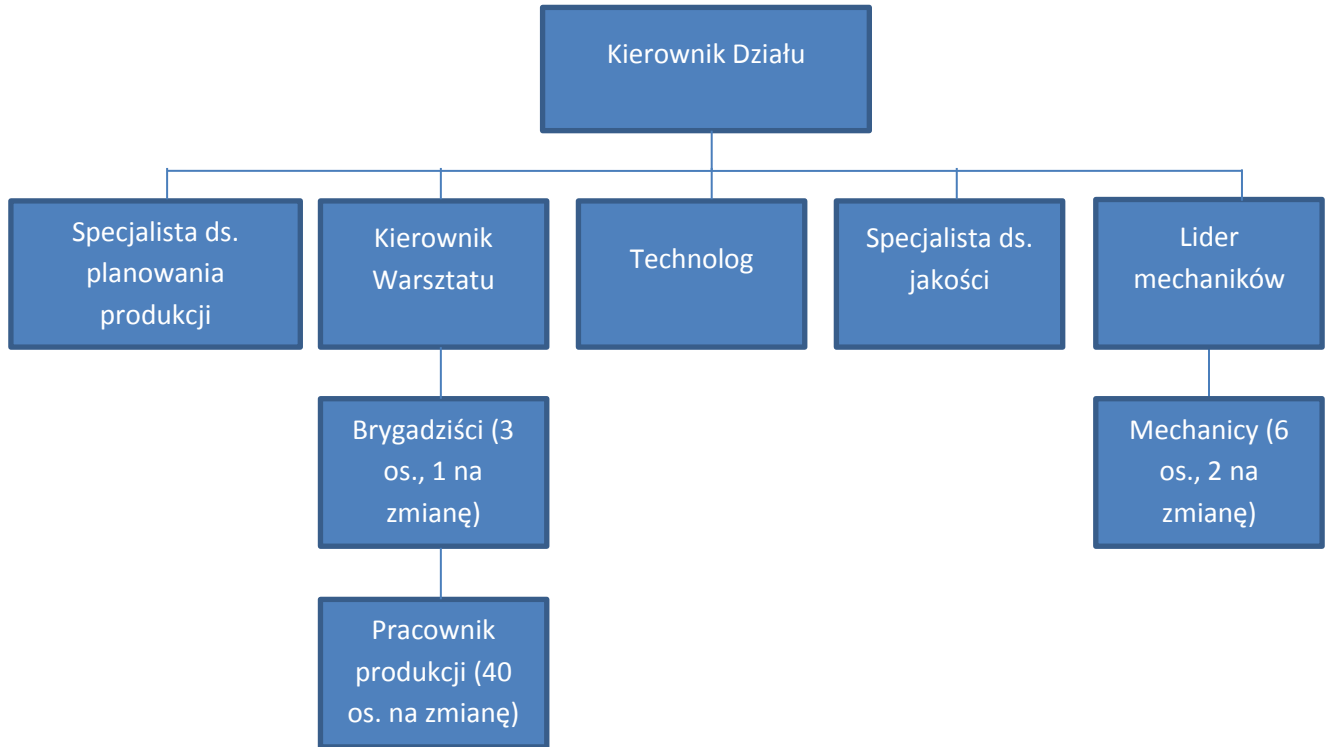 Kierownik Działu
Specjalista ds.
planowania
produkcji
Kierownik
Warsztatu
Technolog
Specjalista ds.
jakości
Lider
mechaników
Brygadziści (3
os., 1 na
zmianę)
Mechanicy (6
os., 2 na
zmianę)
Pracownik
produkcji (40
os. na zmianę)